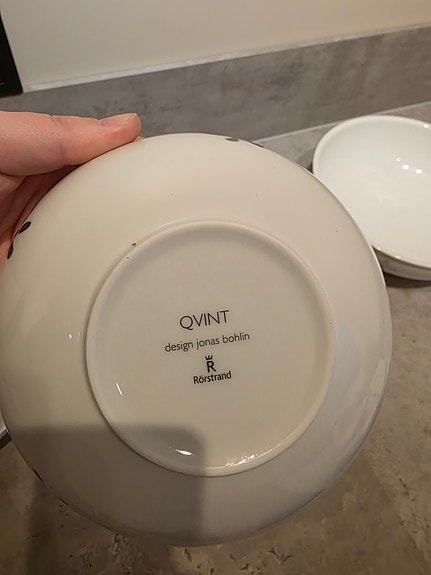 QVINT
design jonas bohlin
R
Rörstrand